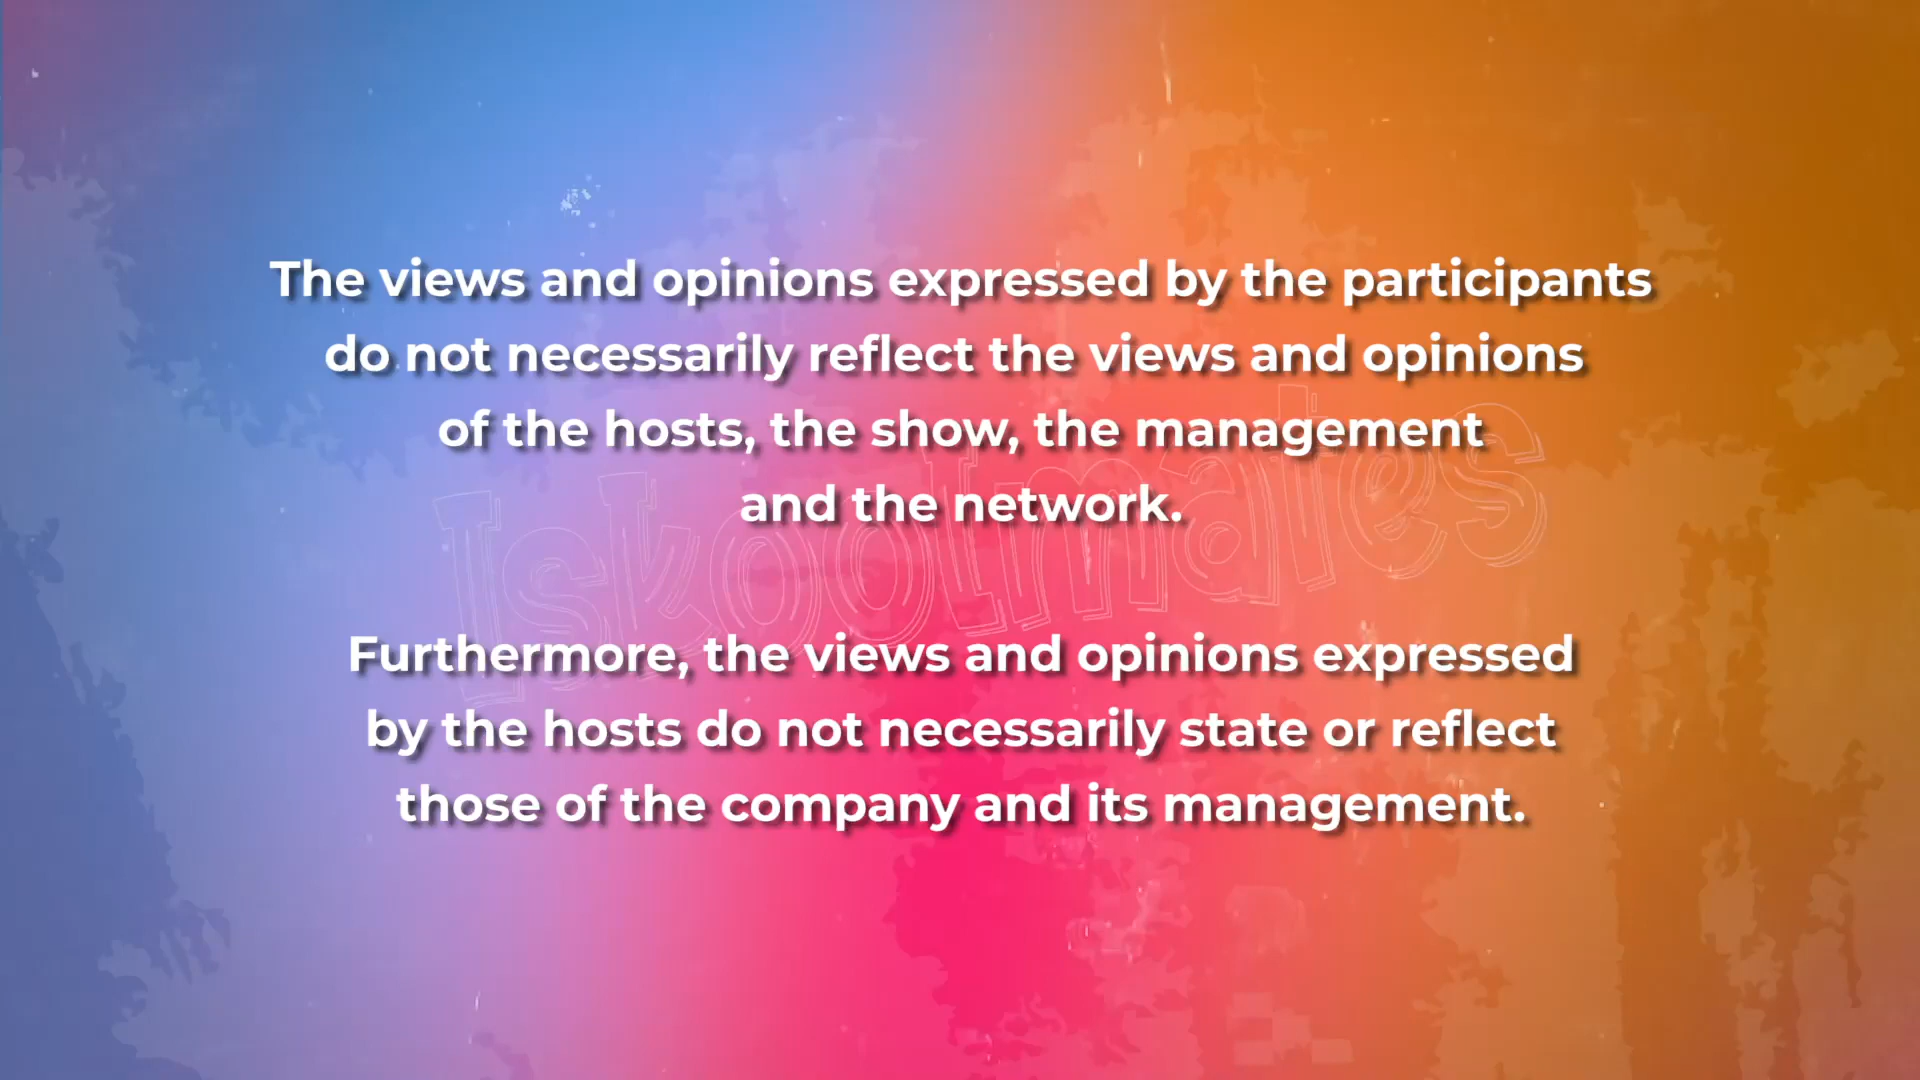 The views and opinions expressed by the participants
do not necessarily reflect the views and opinions
of the hosts, the show, the management
and the network.
Iskoolmates
Furthermore, the views and opinions expressed
by the hosts do not necessarily state or reflect
those of the company and its management.